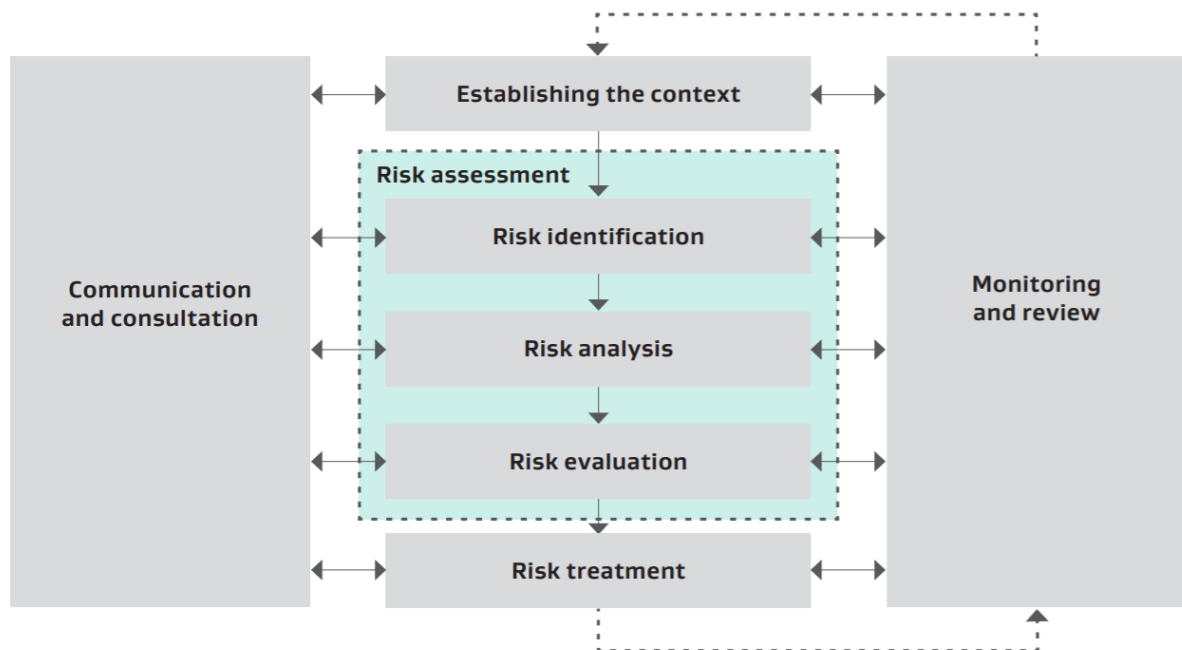 Establishing the context
Risk assessment
Risk identification
Communication
and consultation
Monitoring
and review
Risk analysis
Risk evaluation
Risk treatment